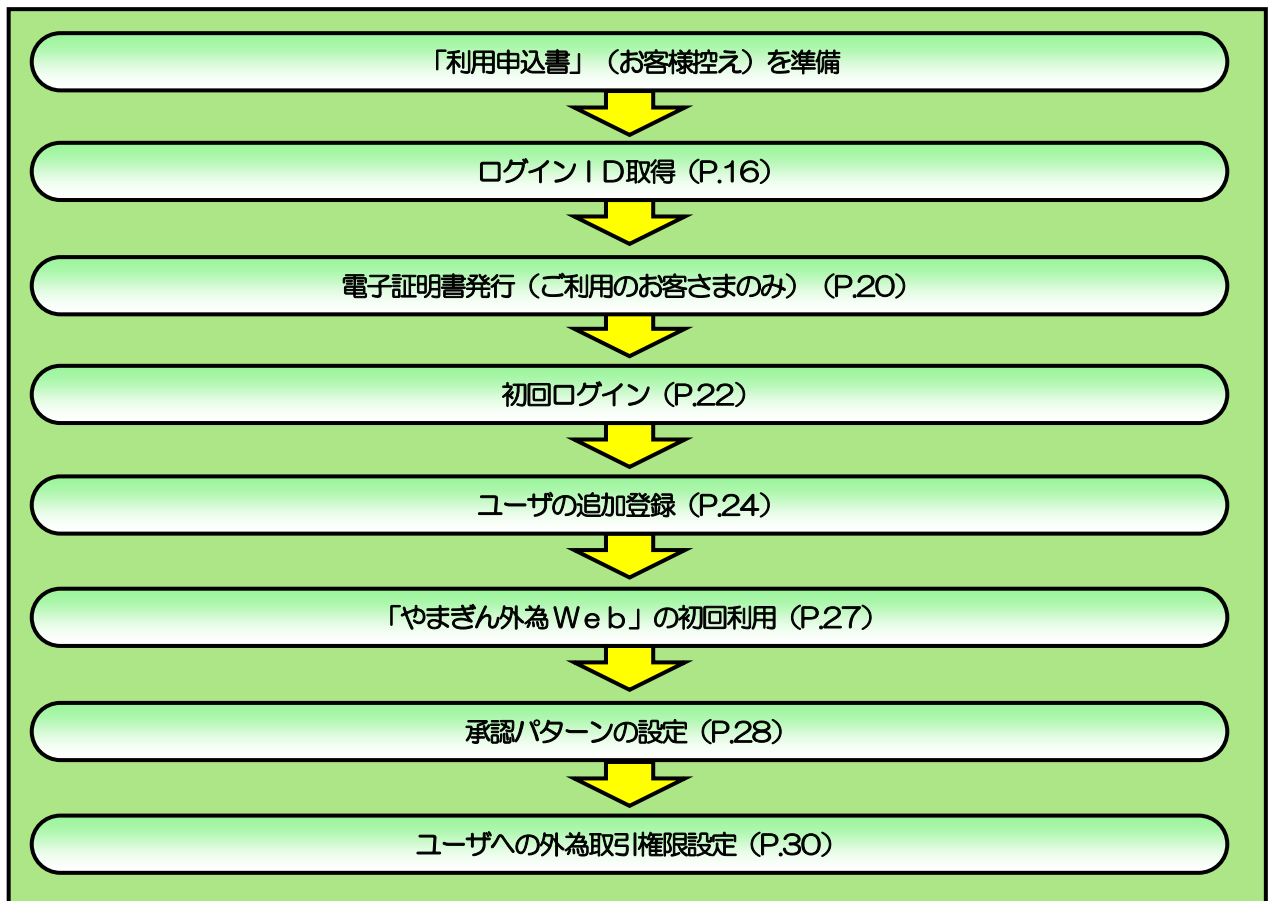 「利用申込書」（お客様控え）を準備
ログインＩＤ取得（P.16）
電子証明書発行（ご利用のお客さまのみ）（P.20）
初回ログイン（P.22）
ユーザの追加登録（P.24）
「やまぎん外為Ｗｅｂ」の初回利用（P.27）
承認パターンの設定（P.28）
ユーザへの外為取引権限設定（P.30）